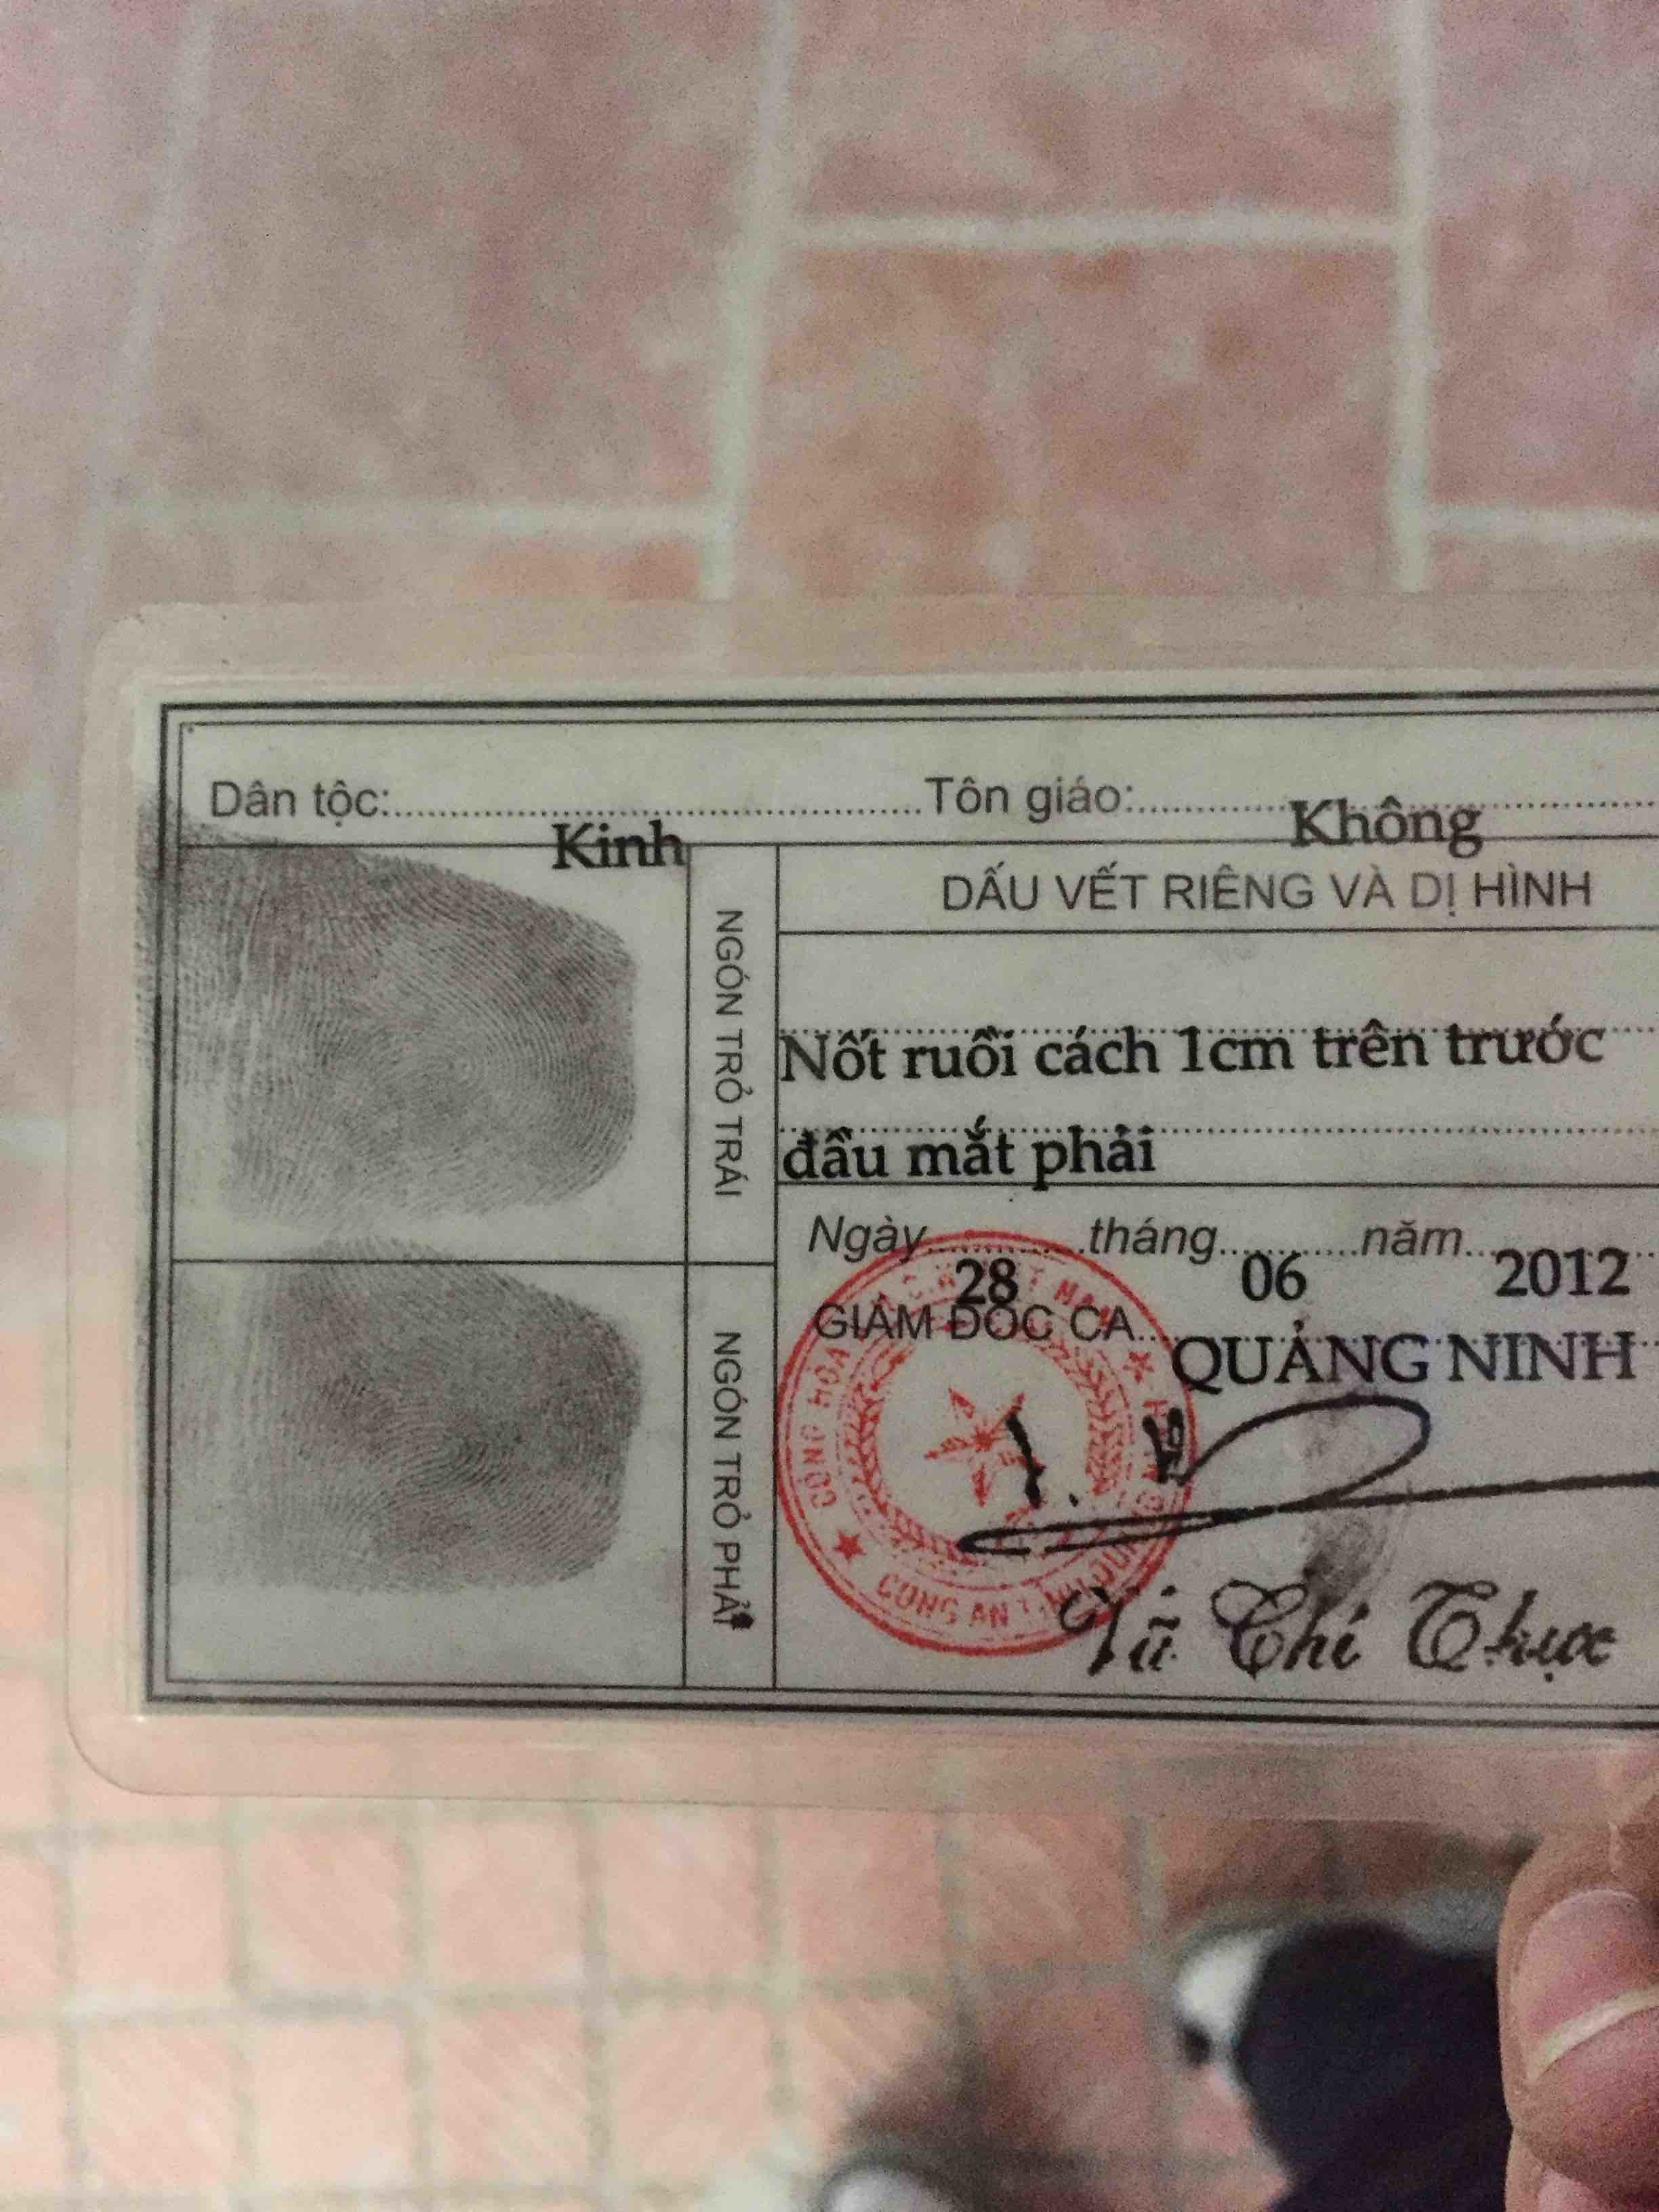 Dân tộc: Kinh Tôn giáo: Không
DẤU VẾT RIÊNG VÀ DỊ HÌNH
NGÓN TRỎ TRÁI
Nốt ruồi cách 1cm trên trước
đầu mắt phải
Ngày 28 tháng 06 năm 2012
GIÁM ĐỐC CA QUẢNG NINH
NGÓN TRỎ PHẢI
CỘNG HÒA
CÔNG AN
Vũ Chí Thực